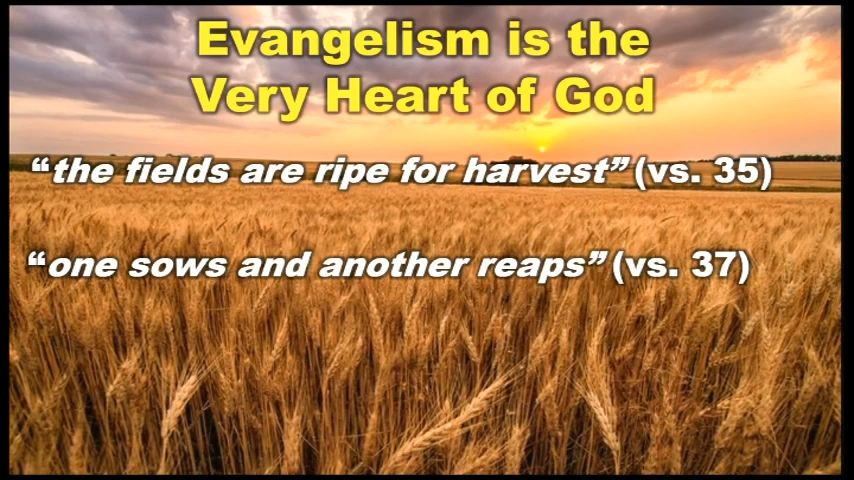 Evangelism is the
Very Heart of God
“the fields are ripe for harvest” (vs. 35)
“one sows and another reaps” (vs. 37)